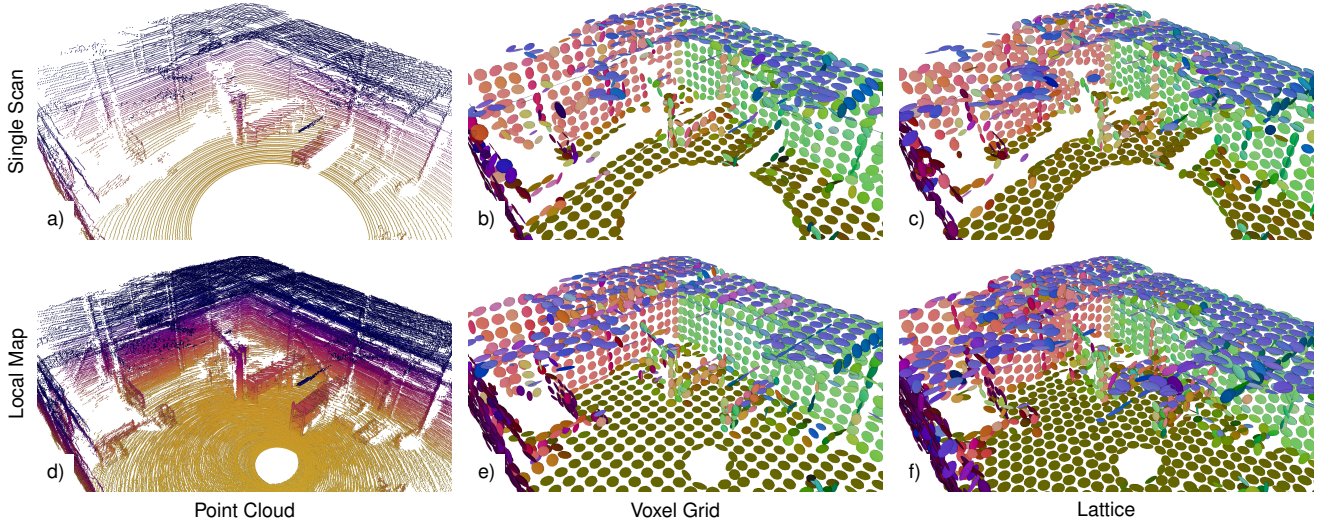 Single Scan
a)
b)
c)
Local Map
d)
e)
f)
Point Cloud
Voxel Grid
Lattice